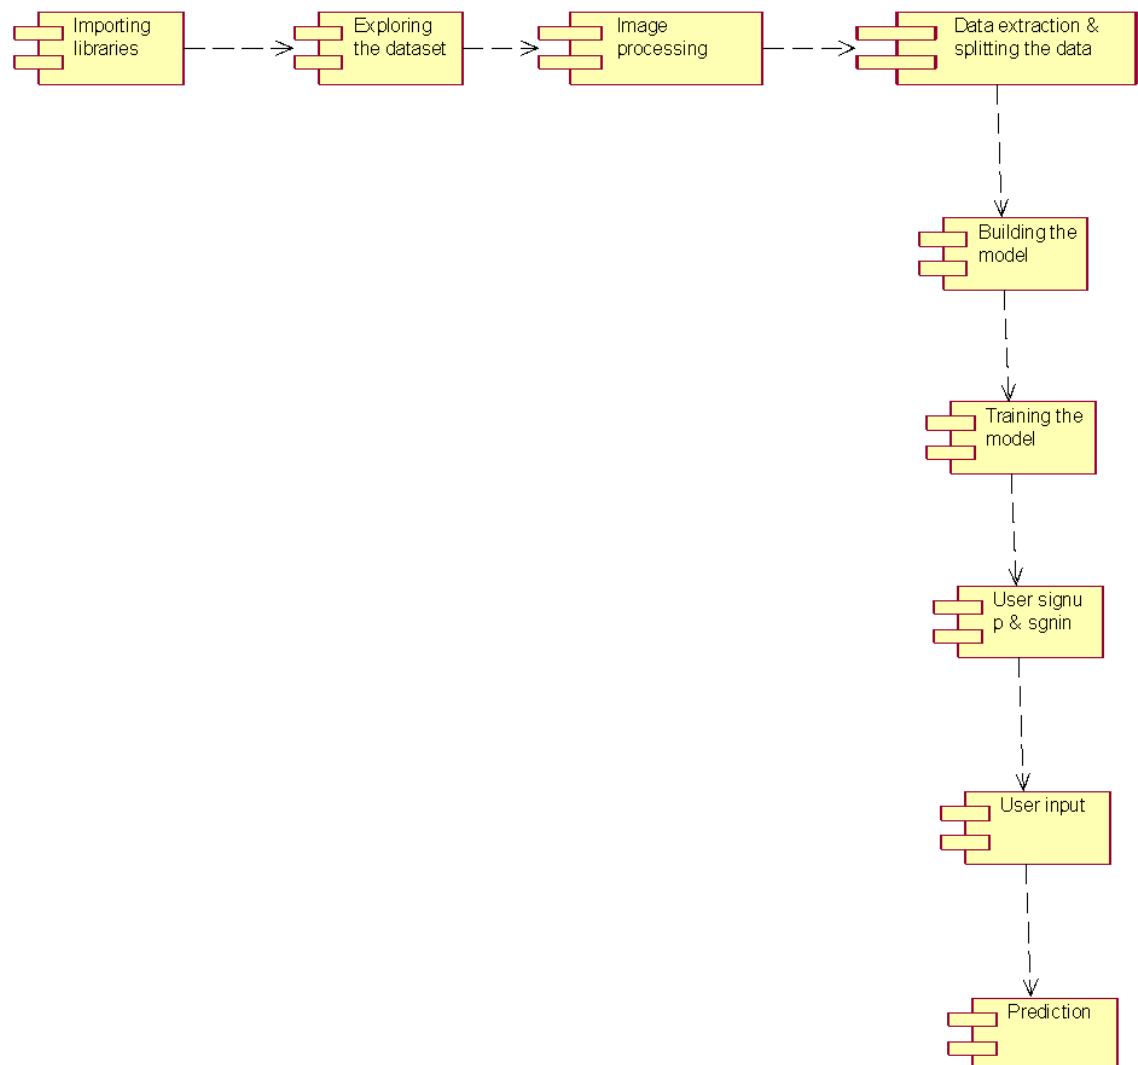 Importing
libraries
Exploring
the dataset
Image
processing
Data extraction &
splitting the data
Building the
model
Training the
model
User signu
p & sgnin
User input
Prediction